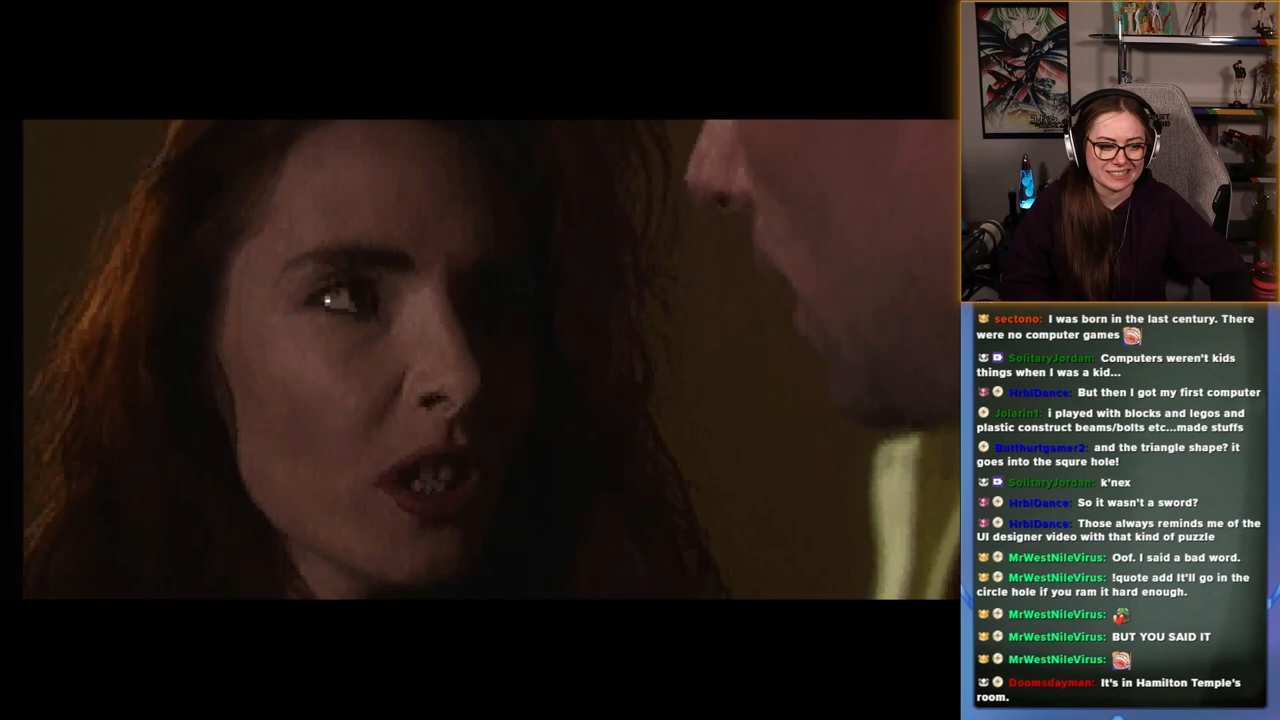 sectono: I was born in the last century. There
were no computer games
SolitaryJordan: Computers weren't kids
things when I was a kid...
HrblDance: But then I got my first computer
Jolarin1: i played with blocks and legos and
plastic construct beams/bolts etc...made stuffs
Butthurtgamer2: and the triangle shape? it
goes into the squre hole!
SolitaryJordan: k'nex
HrblDance: So it wasn't a sword?
HrblDance: Those always reminds me of the
UI designer video with that kind of puzzle
MrWestNileVirus: Oof. I said a bad word.
MrWestNileVirus: !quote add It'll go in the
circle hole if you ram it hard enough.
MrWestNileVirus:
MrWestNileVirus: BUT YOU SAID IT
MrWestNileVirus:
Doomsdayman: It's in Hamilton Temple's
room.